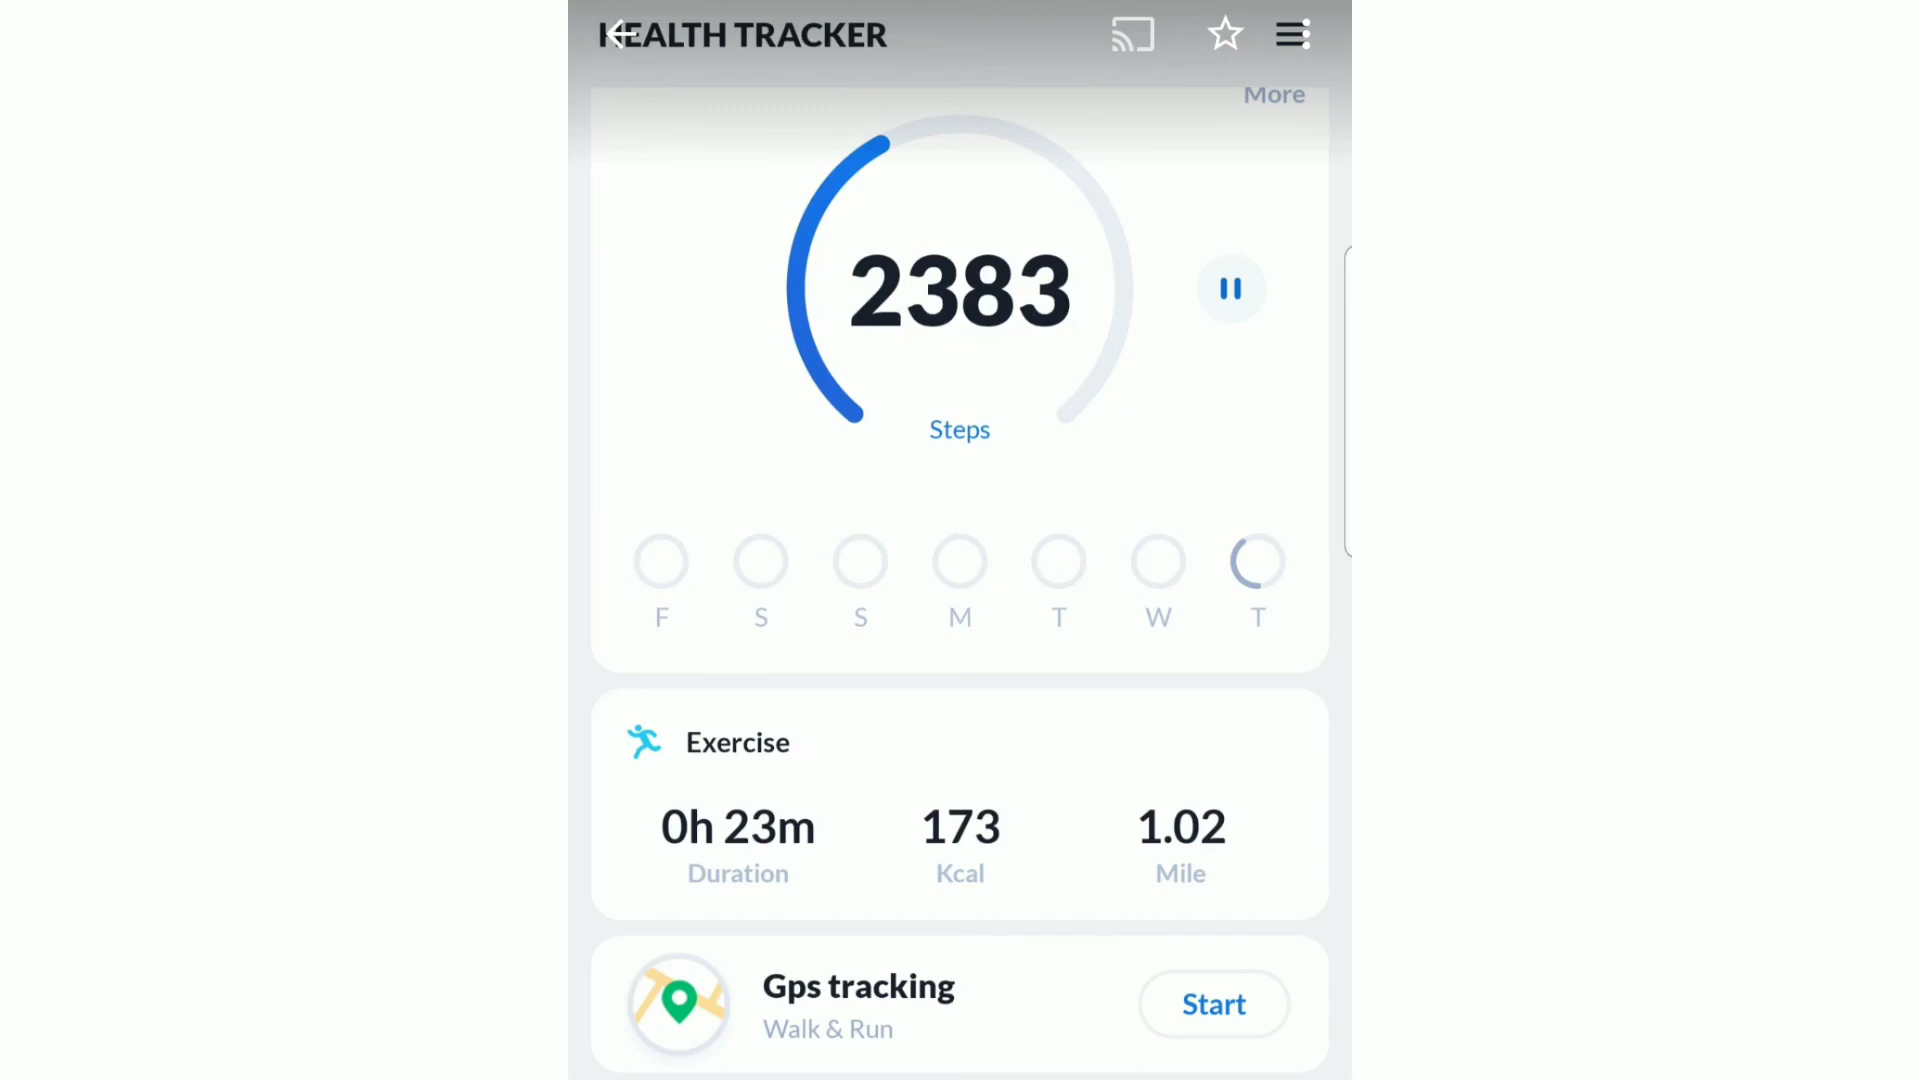 HEALTH TRACKER
More
2383
Steps
F S S M T W T
Exercise
0h 23m 173 1.02
Duration Kcal Mile
Gps tracking
Walk & Run
Start